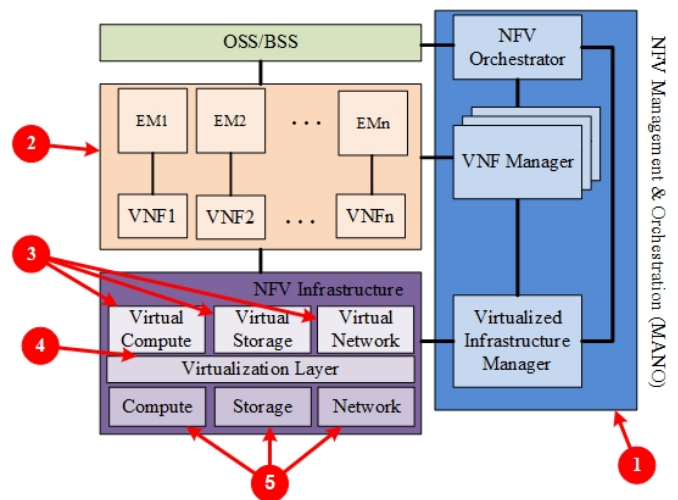 OSS/BSS
NFV
Orchestrator
EM1
EM2
. . .
EMn
VNF Manager
2
VNF1
VNF2
. . .
VNFn
NFV Management & Orchestration (MANO)
3
NFV Infrastructure
Virtual
Compute
Virtual
Storage
Virtual
Network
Virtualized
Infrastructure
Manager
4
Virtualization Layer
Compute
Storage
Network
5
1